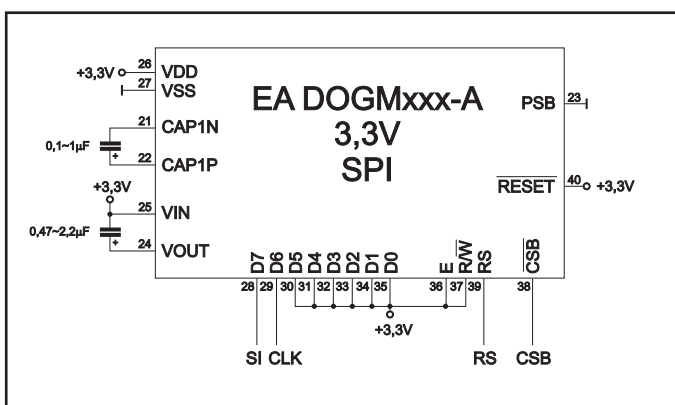 EA DOGMxxx-A
3,3V
SPI
+3,3V
26
VDD
27
VSS
21
CAP1N
0,1~1µF
+
22
CAP1P
+3,3V
25
VIN
0,47~2,2µF
+
24
VOUT
PSB
23
RESET
40
+3,3V
D7
D6
D5
D4
D3
D2
D1
D0
E
R/W
RS
CSB
28
29
30
31
32
33
34
35
36
37
39
38
+3,3V
SI
CLK
RS
CSB